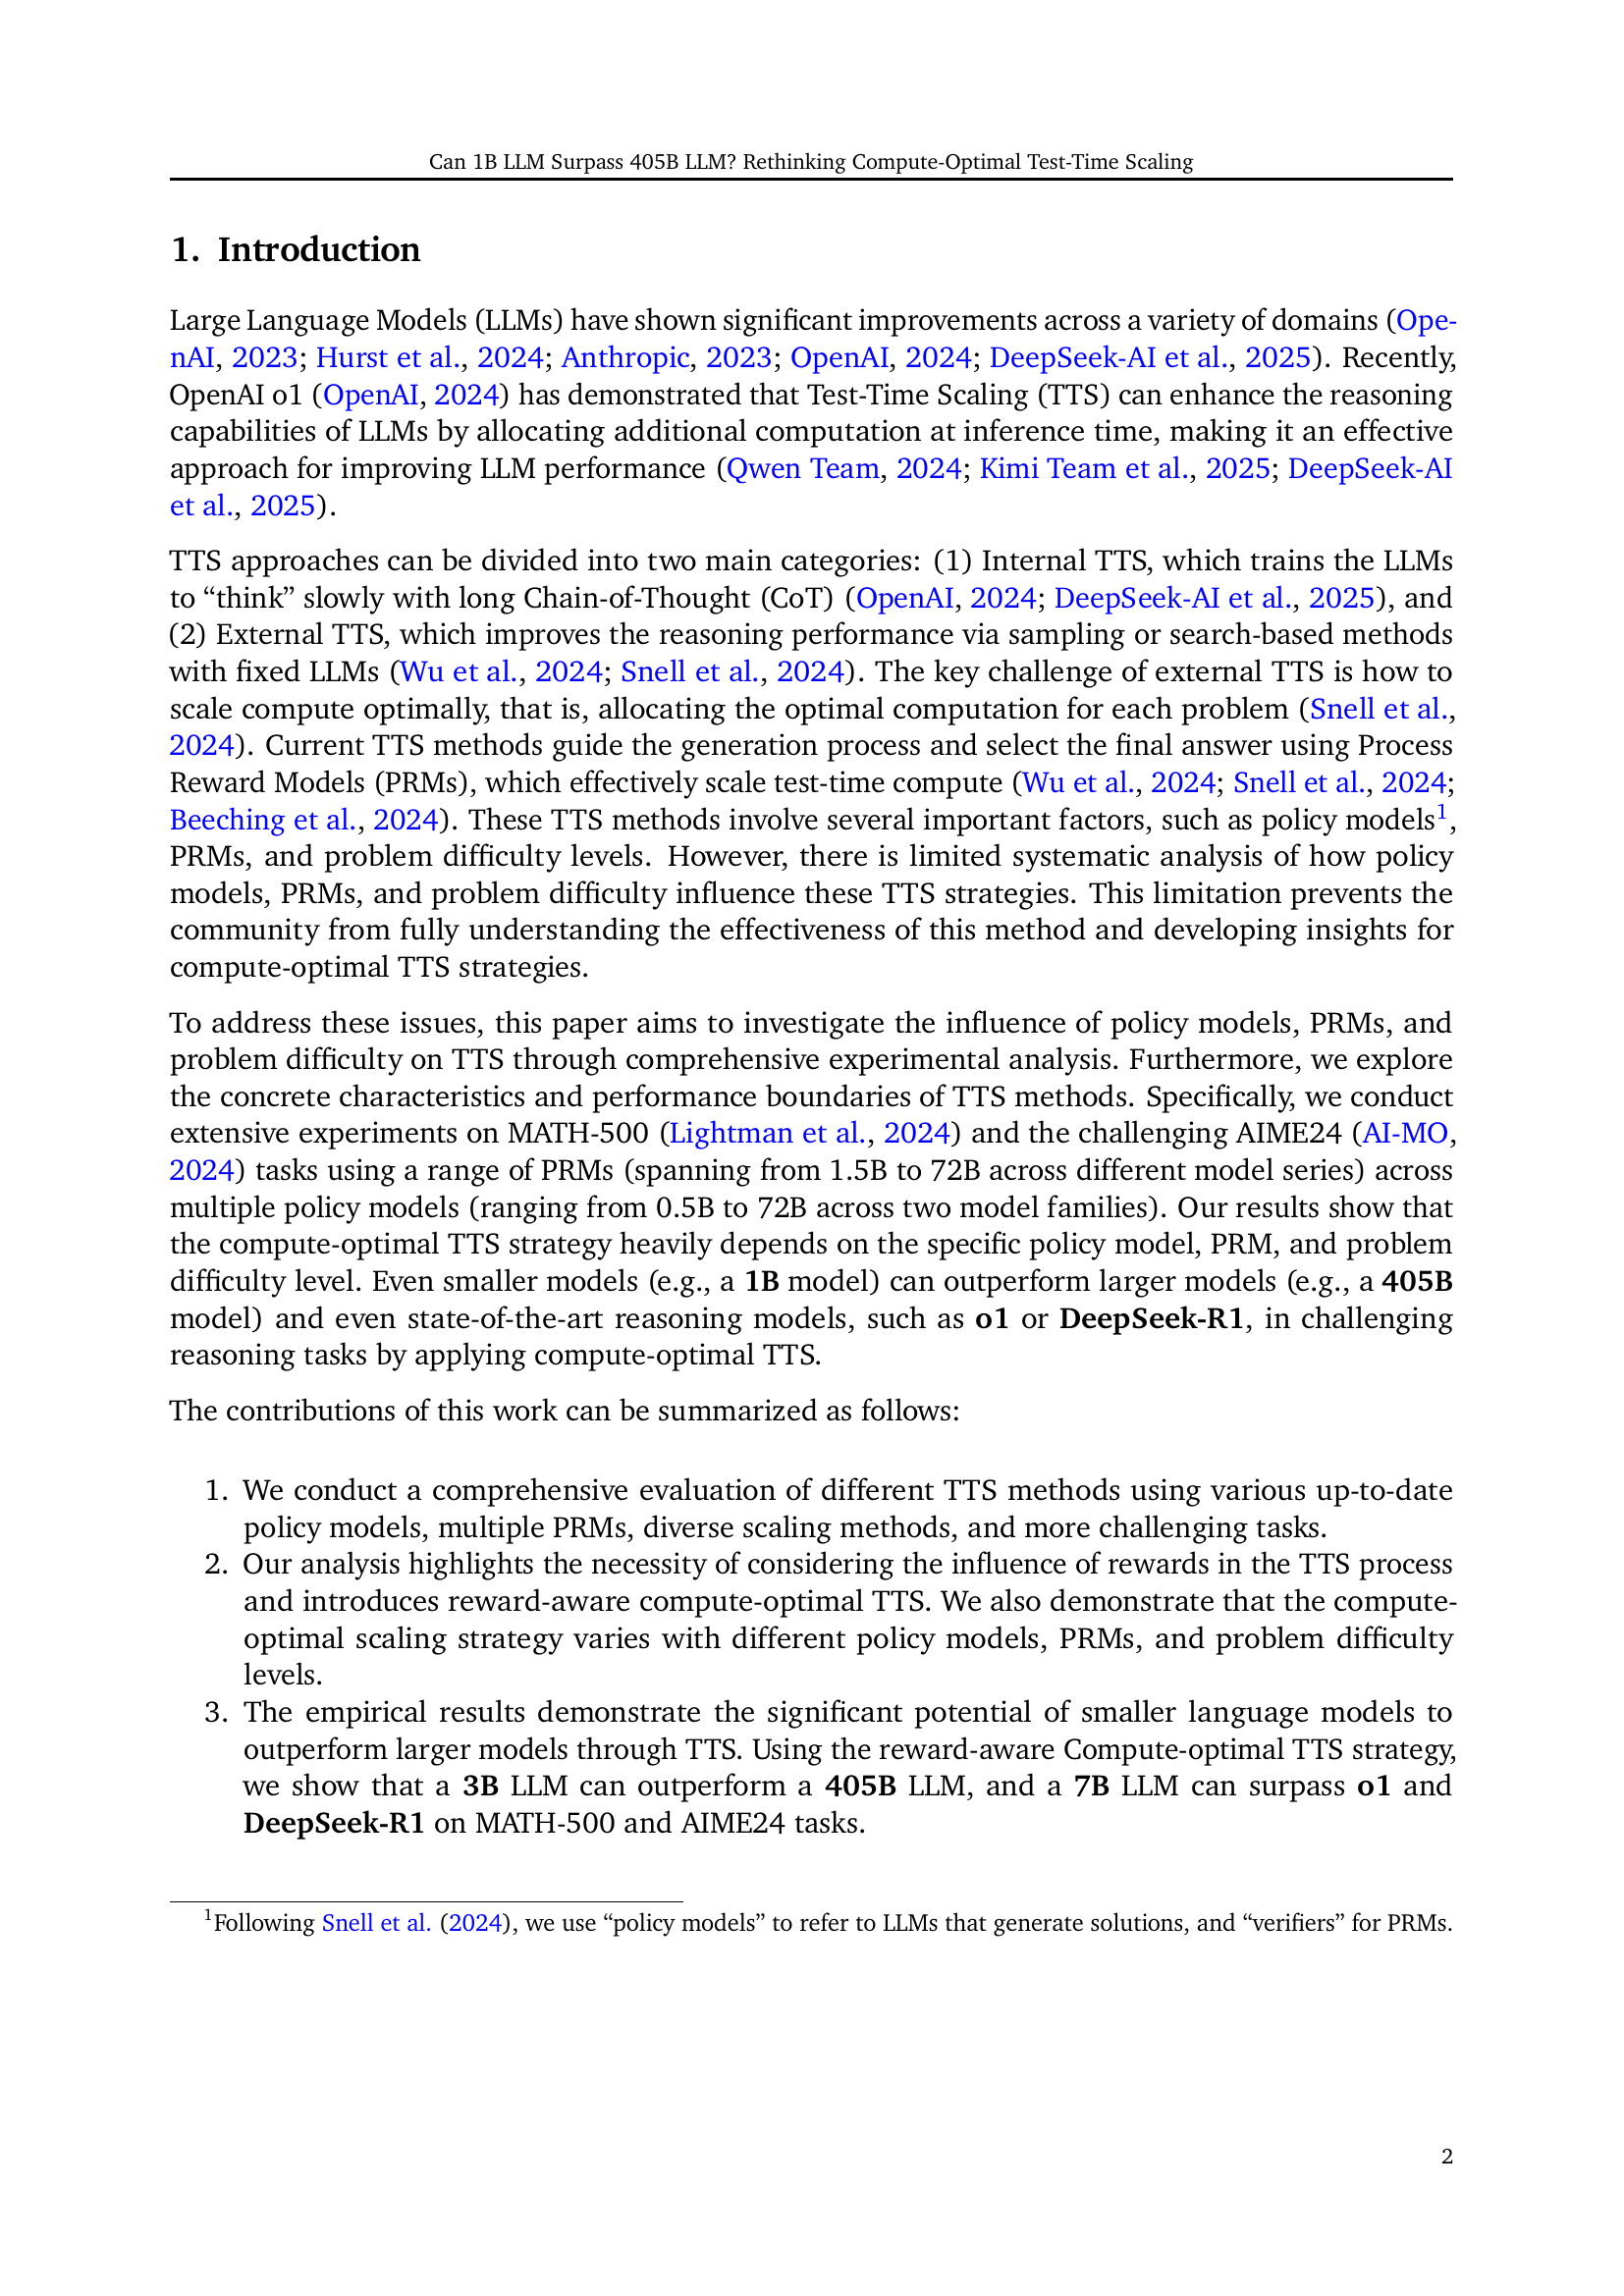 Can 1B LLM Surpass 405B LLM? Rethinking Compute-Optimal Test-Time Scaling
1. Introduction
Large Language Models (LLMs) have shown significant improvements across a variety of domains (Ope-
nAI, 2023; Hurst et al., 2024; Anthropic, 2023; OpenAI, 2024; DeepSeek-AI et al., 2025). Recently,
OpenAI o1 (OpenAI, 2024) has demonstrated that Test-Time Scaling (TTS) can enhance the reasoning
capabilities of LLMs by allocating additional computation at inference time, making it an effective
approach for improving LLM performance (Qwen Team, 2024; Kimi Team et al., 2025; DeepSeek-AI
et al., 2025).
TTS approaches can be divided into two main categories: (1) Internal TTS, which trains the LLMs
to “think” slowly with long Chain-of-Thought (CoT) (OpenAI, 2024; DeepSeek-AI et al., 2025), and
(2) External TTS, which improves the reasoning performance via sampling or search-based methods
with fixed LLMs (Wu et al., 2024; Snell et al., 2024). The key challenge of external TTS is how to
scale compute optimally, that is, allocating the optimal computation for each problem (Snell et al.,
2024). Current TTS methods guide the generation process and select the final answer using Process
Reward Models (PRMs), which effectively scale test-time compute (Wu et al., 2024; Snell et al., 2024;
Beeching et al., 2024). These TTS methods involve several important factors, such as policy models1,
PRMs, and problem difficulty levels. However, there is limited systematic analysis of how policy
models, PRMs, and problem difficulty influence these TTS strategies. This limitation prevents the
community from fully understanding the effectiveness of this method and developing insights for
compute-optimal TTS strategies.
To address these issues, this paper aims to investigate the influence of policy models, PRMs, and
problem difficulty on TTS through comprehensive experimental analysis. Furthermore, we explore
the concrete characteristics and performance boundaries of TTS methods. Specifically, we conduct
extensive experiments on MATH-500 (Lightman et al., 2024) and the challenging AIME24 (AI-MO,
2024) tasks using a range of PRMs (spanning from 1.5B to 72B across different model series) across
multiple policy models (ranging from 0.5B to 72B across two model families). Our results show that
the compute-optimal TTS strategy heavily depends on the specific policy model, PRM, and problem
difficulty level. Even smaller models (e.g., a 1B model) can outperform larger models (e.g., a 405B
model) and even state-of-the-art reasoning models, such as o1 or DeepSeek-R1, in challenging
reasoning tasks by applying compute-optimal TTS.
The contributions of this work can be summarized as follows:
1. We conduct a comprehensive evaluation of different TTS methods using various up-to-date
policy models, multiple PRMs, diverse scaling methods, and more challenging tasks.
2. Our analysis highlights the necessity of considering the influence of rewards in the TTS process
and introduces reward-aware compute-optimal TTS. We also demonstrate that the compute-
optimal scaling strategy varies with different policy models, PRMs, and problem difficulty
levels.
3. The empirical results demonstrate the significant potential of smaller language models to
outperform larger models through TTS. Using the reward-aware Compute-optimal TTS strategy,
we show that a 3B LLM can outperform a 405B LLM, and a 7B LLM can surpass o1 and
DeepSeek-R1 on MATH-500 and AIME24 tasks.
1Following Snell et al. (2024), we use “policy models” to refer to LLMs that generate solutions, and “verifiers” for PRMs.
2